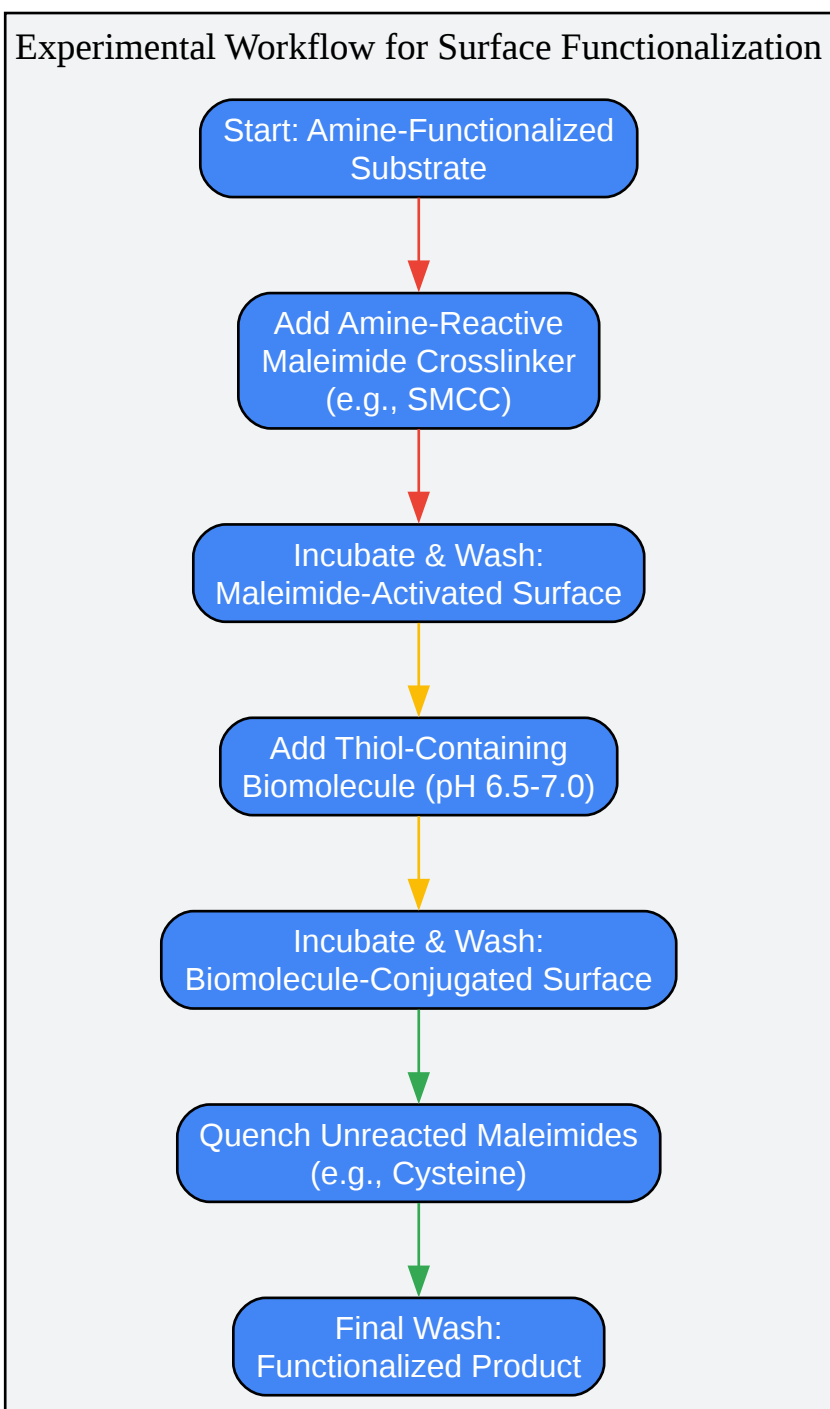 Experimental Workflow for Surface Functionalization
Start: Amine-Functionalized
Substrate
Add Amine-Reactive
Maleimide Crosslinker
(e.g., SMCC)
Incubate & Wash:
Maleimide-Activated Surface
Add Thiol-Containing
Biomolecule (pH 6.5-7.0)
Incubate & Wash:
Biomolecule-Conjugated Surface
Quench Unreacted Maleimides
(e.g., Cysteine)
Final Wash:
Functionalized Product